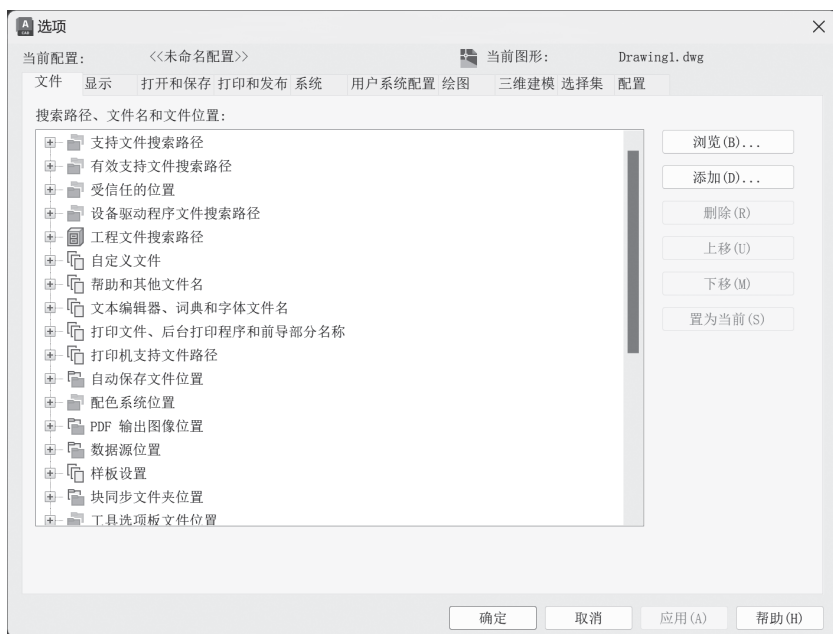 A CAD 选项
当前配置: <<未命名配置>> 当前图形: Drawing1.dwg
文件 显示 打开和保存 打印和发布 系统 用户系统配置 绘图 三维建模 选择集 配置
搜索路径、文件名和文件位置:
支持文件搜索路径
有效支持文件搜索路径
受信任的位置
设备驱动程序文件搜索路径
工程文件搜索路径
自定义文件
帮助和其他文件名
文本编辑器、词典和字体文件名
打印文件、后台打印程序和前导部分名称
打印机支持文件路径
自动保存文件位置
配色系统位置
PDF 输出图像位置
数据源位置
样板设置
块同步文件夹位置
工具选项板文件位置
浏览(B)...
添加(D)...
删除(R)
上移(U)
下移(M)
置为当前(S)
确定 取消 应用(A) 帮助(H)